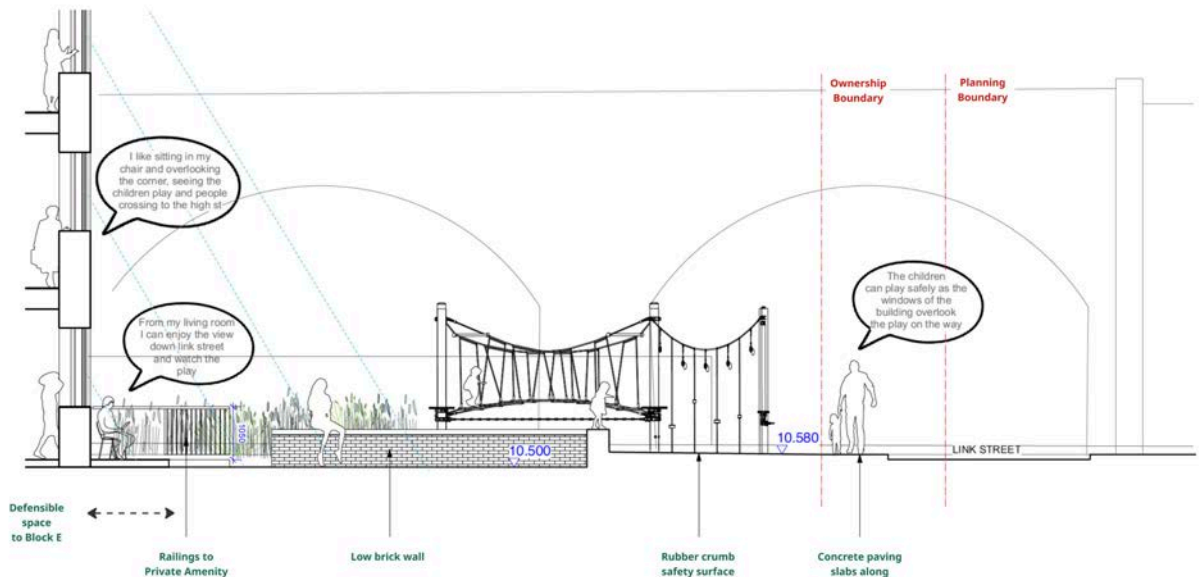 Ownership
Boundary
Planning
Boundary
I like sitting in my
chair and overlooking
the corner, seeing the
children play and people
crossing to the high st
From my living room
I can enjoy the view
down link street
and watch the
play
The children
can play safely as the
windows of the
building overlook
the play on the way
1050
10.500
10.580
LINK STREET
Defensible
space
to Block E
Railings to
Private Amenity
Low brick wall
Rubber crumb
safety surface
Concrete paving
slabs along